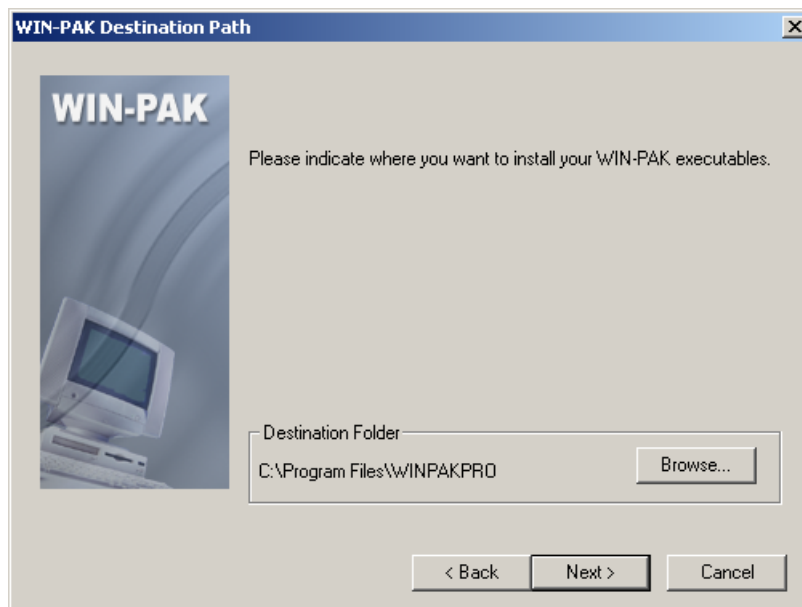 WIN-PAK Destination Path
WIN-PAK
Please indicate where you want to install your WIN-PAK executables.
Destination Folder
C:\Program Files\WINPAKPRO
Browse...
< Back
Next >
Cancel